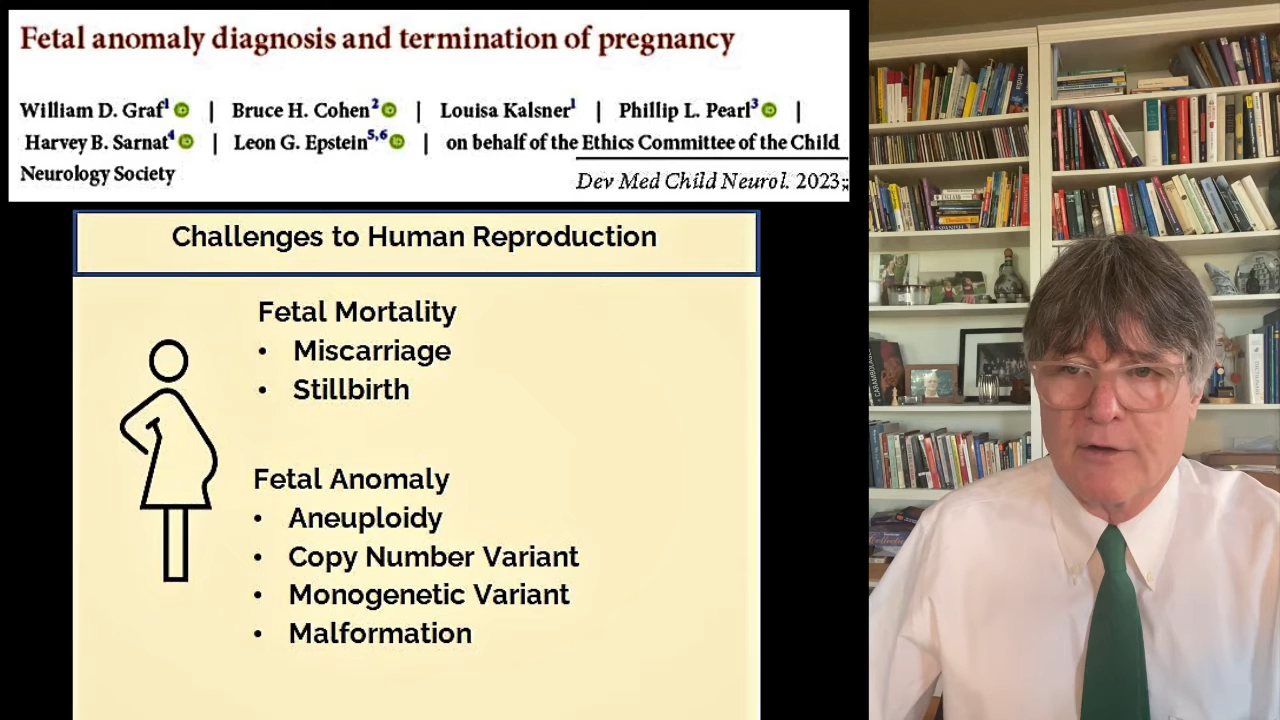 Fetal anomaly diagnosis and termination of pregnancy
William D. Graf¹ | Bruce H. Cohen² | Louisa Kalsner¹ | Phillip L. Pearl³ |
Harvey B. Sarnat⁴ | Leon G. Epstein⁵,⁶ | on behalf of the Ethics Committee of the Child
Neurology Society
Dev Med Child Neurol. 2023;
Challenges to Human Reproduction
Fetal Mortality
• Miscarriage
• Stillbirth
Fetal Anomaly
• Aneuploidy
• Copy Number Variant
• Monogenetic Variant
• Malformation